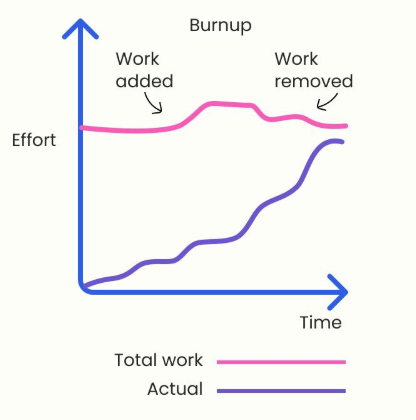 Burnup
Work
added
Work
removed
Effort
Time
Total work
Actual